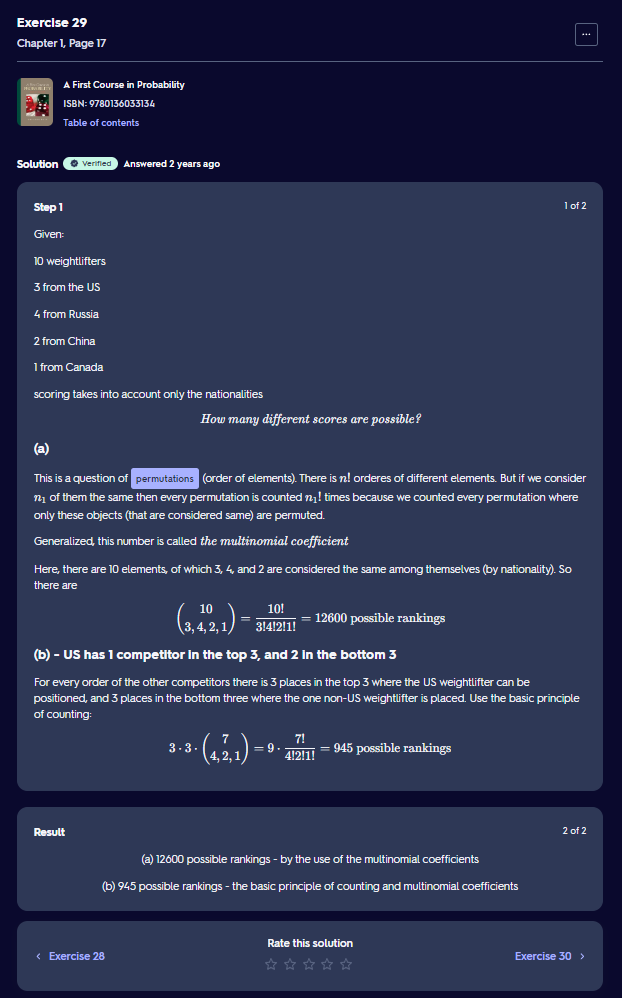 Exercise 29
Chapter 1, Page 17
...
A First Course in Probability
ISBN: 9780136033134
Table of contents
Solution Verified Answered 2 years ago
Step 1 1 of 2
Given:
10 weightlifters
3 from the US
4 from Russia
2 from China
1 from Canada
scoring takes into account only the nationalities
How many different scores are possible?
(a)
This is a question of permutations (order of elements). There is n! orderes of different elements. But if we consider
n₁ of them the same then every permutation is counted n₁! times because we counted every permutation where
only these objects (that are considered same) are permuted.
Generalized, this number is called the multinomial coefficient
Here, there are 10 elements, of which 3, 4, and 2 are considered the same among themselves (by nationality). So
there are
(10 / 3, 4, 2, 1) = 10! / 3!4!2!1! = 12600 possible rankings
(b) - US has 1 competitor in the top 3, and 2 in the bottom 3
For every order of the other competitors there is 3 places in the top 3 where the US weightlifter can be
positioned, and 3 places in the bottom three where the one non-US weightlifter is placed. Use the basic principle
of counting:
3 · 3 · (7 / 4, 2, 1) = 9 · 7! / 4!2!1! = 945 possible rankings
Result 2 of 2
(a) 12600 possible rankings - by the use of the multinomial coefficients
(b) 945 possible rankings - the basic principle of counting and multinomial coefficients
Rate this solution
‹ Exercise 28 Exercise 30 ›